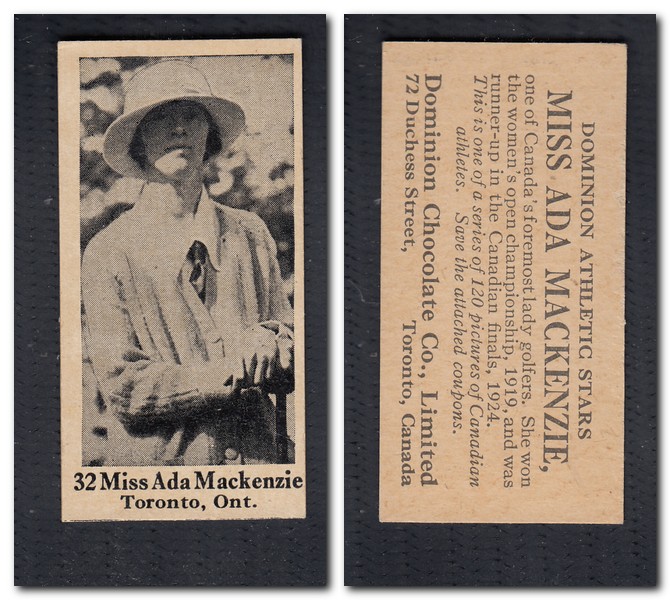 32 Miss Ada Mackenzie
Toronto, Ont.
DOMINION ATHLETIC STARS
MISS ADA MACKENZIE,
one of Canada's foremost lady golfers. She won
the women's open championship, 1919, and was
runner-up in the Canadian finals, 1924.
This is one of a series of 120 pictures of Canadian
athletes. Save the attached coupons.
Dominion Chocolate Co., Limited
72 Duchess Street, Toronto, Canada